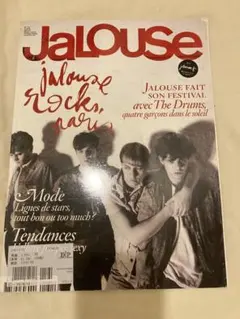 JaLOUSE
jalouse
rocks,
paris
JALOUSE FAIT
SON FESTIVAL
avec The Drums,
quatre garçons dans le soleil
Mode
Lignes de stars,
tout bon ou too much?
Tendances